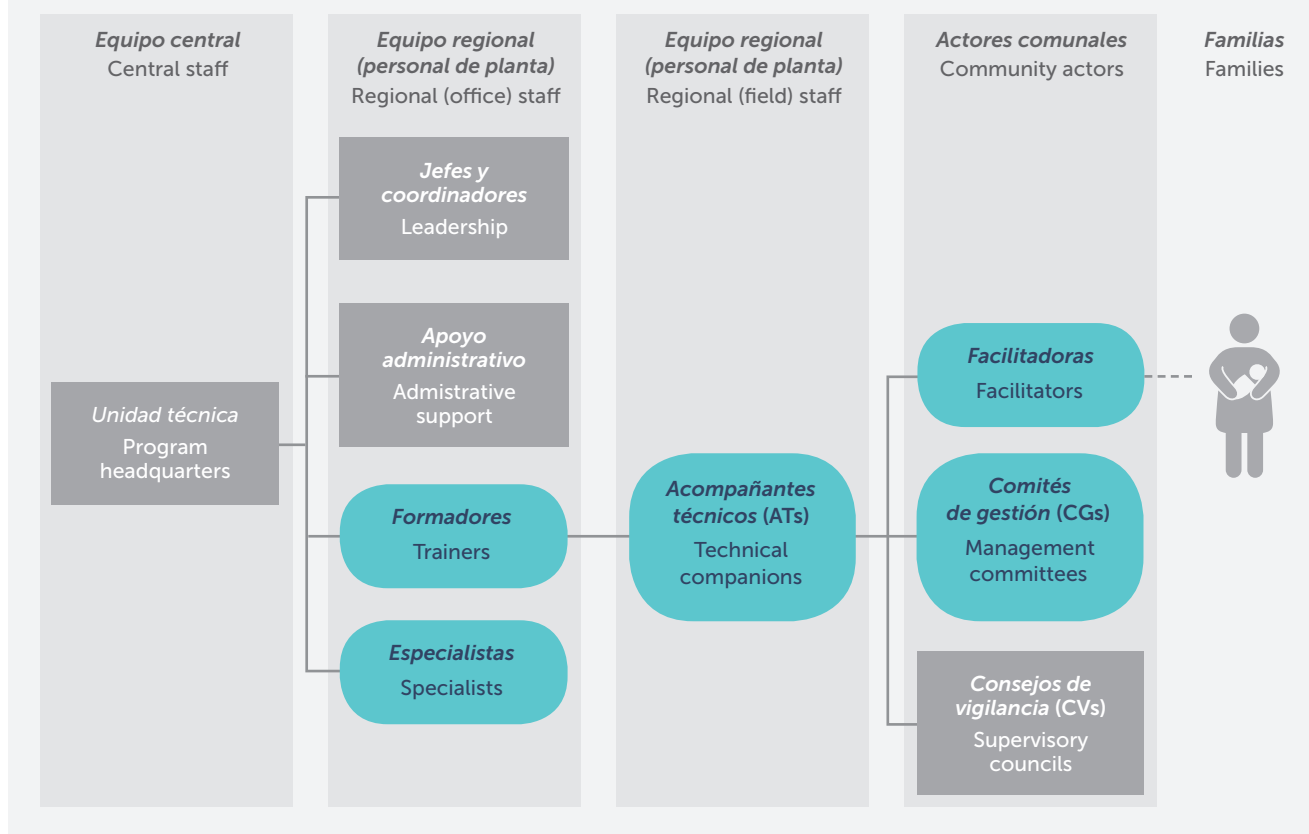 Equipo central
Central staff
Equipo regional
(personal de planta)
Regional (office) staff
Equipo regional
(personal de planta)
Regional (field) staff
Actores comunales
Community actors
Familias
Families
Unidad técnica
Program
headquarters
Jefes y
coordinadores
Leadership
Apoyo
administrativo
Admistrative
support
Formadores
Trainers
Especialistas
Specialists
Acompañantes
técnicos (ATs)
Technical
companions
Facilitadoras
Facilitators
Comités
de gestión (CGs)
Management
committees
Consejos de
vigilancia (CVs)
Supervisory
councils